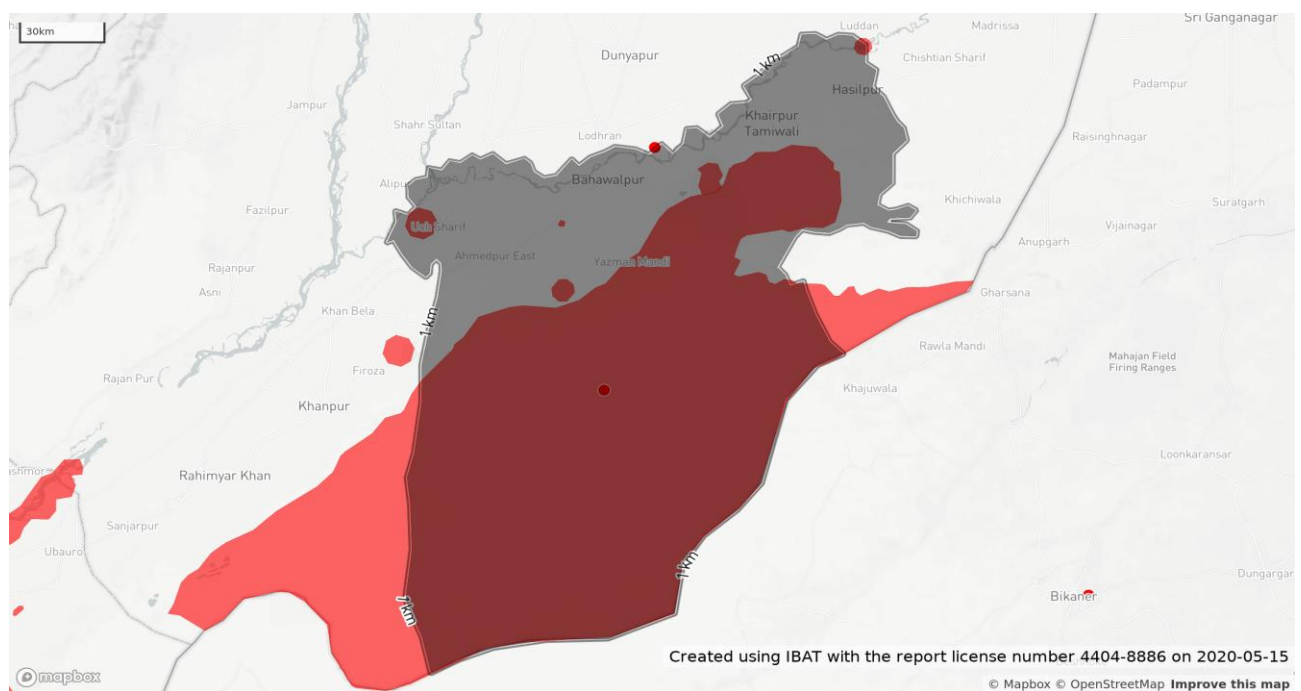 30km
Luddan
Madrissa
Sri Ganganagar
Dunyapur
1 km
Chishtian Sharif
Padampur
Hasilpur
Jampur
Khairpur
Tamiwali
Shahr Sultan
Lodhran
Raisinghnagar
Bahawalpur
Alipu
Khichiwala
Suratgarh
Fazilpur
Uch Sharif
Vijainagar
Anupgarh
Ahmedpur East
Yazman Mandi
Rajanpur
Asni
Gharsana
Khan Bela
1 km
Rawla Mandi
Mahajan Field
Firing Ranges
Firoza
Rajan Pur
Khajuwala
Khanpur
Loonkaransar
ashmor
Rahimyar Khan
Sanjarpur
Ubauro
1 km
Dungargar
Bikaner
1 km
Created using IBAT with the report license number 4404-8886 on 2020-05-15
mapbox
© Mapbox © OpenStreetMap Improve this map